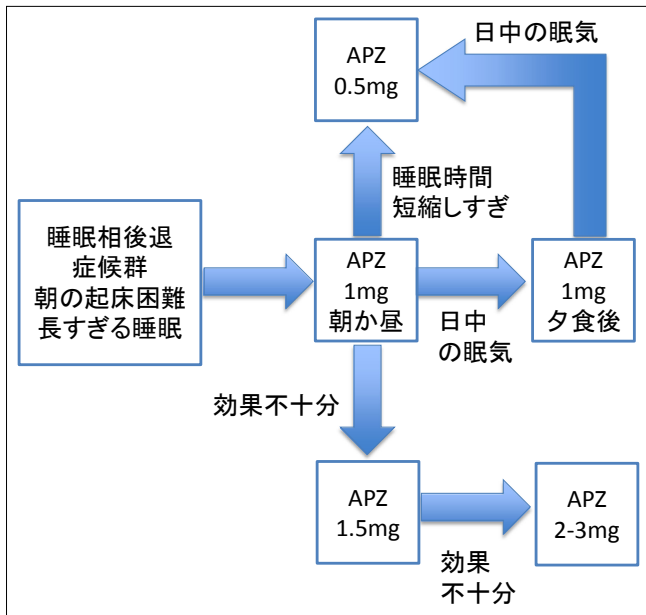 日中の眠気
APZ
0.5mg
睡眠時間
短縮しすぎ
睡眠相後退
症候群
朝の起床困難
長すぎる睡眠
APZ
1mg
朝か昼
日中
の眠気
APZ
1mg
夕食後
効果不十分
APZ
1.5mg
効果
不十分
APZ
2-3mg